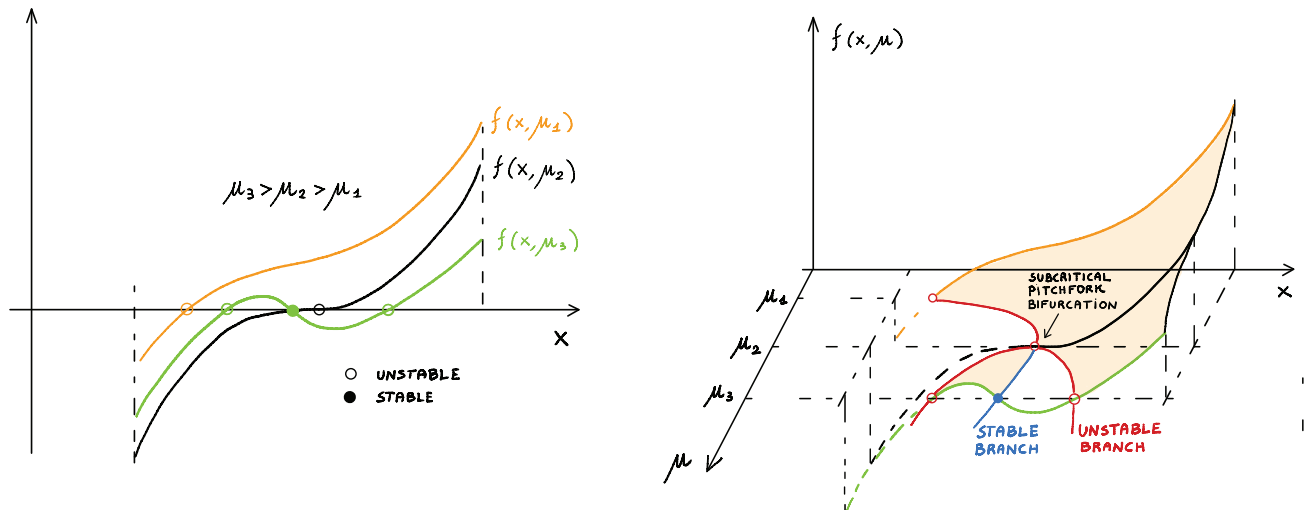 f(x,μ₁)
f(x,μ₂)
μ₃>μ₂>μ₁
f(x,μ₃)
x
UNSTABLE
STABLE
f(x,μ)
x
SUBCRITICAL
PITCHFORK
BIFURCATION
μ₁
μ₂
μ₃
μ
STABLE
BRANCH
UNSTABLE
BRANCH